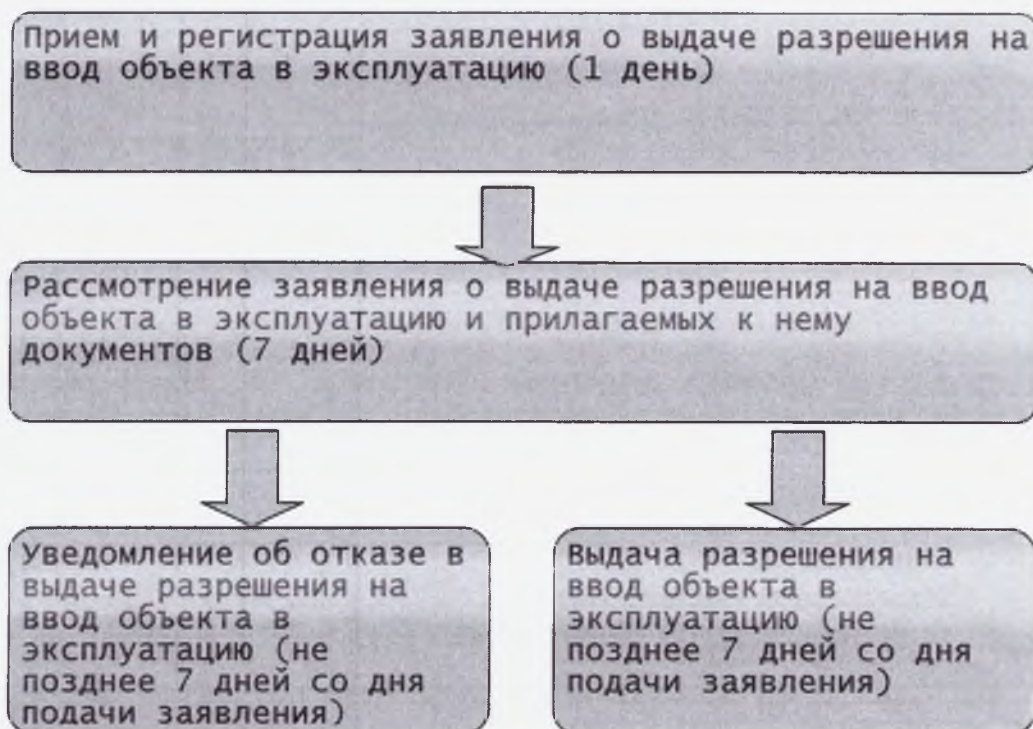 Прием и регистрация заявления о выдаче разрешения на
ввод объекта в эксплуатацию (1 день)
Рассмотрение заявления о выдаче разрешения на ввод
объекта в эксплуатацию и прилагаемых к нему
документов (7 дней)
Уведомление об отказе в
выдаче разрешения на
ввод объекта в
эксплуатацию (не
позднее 7 дней со дня
подачи заявления)
Выдача разрешения на
ввод объекта в
эксплуатацию (не
позднее 7 дней со дня
подачи заявления)